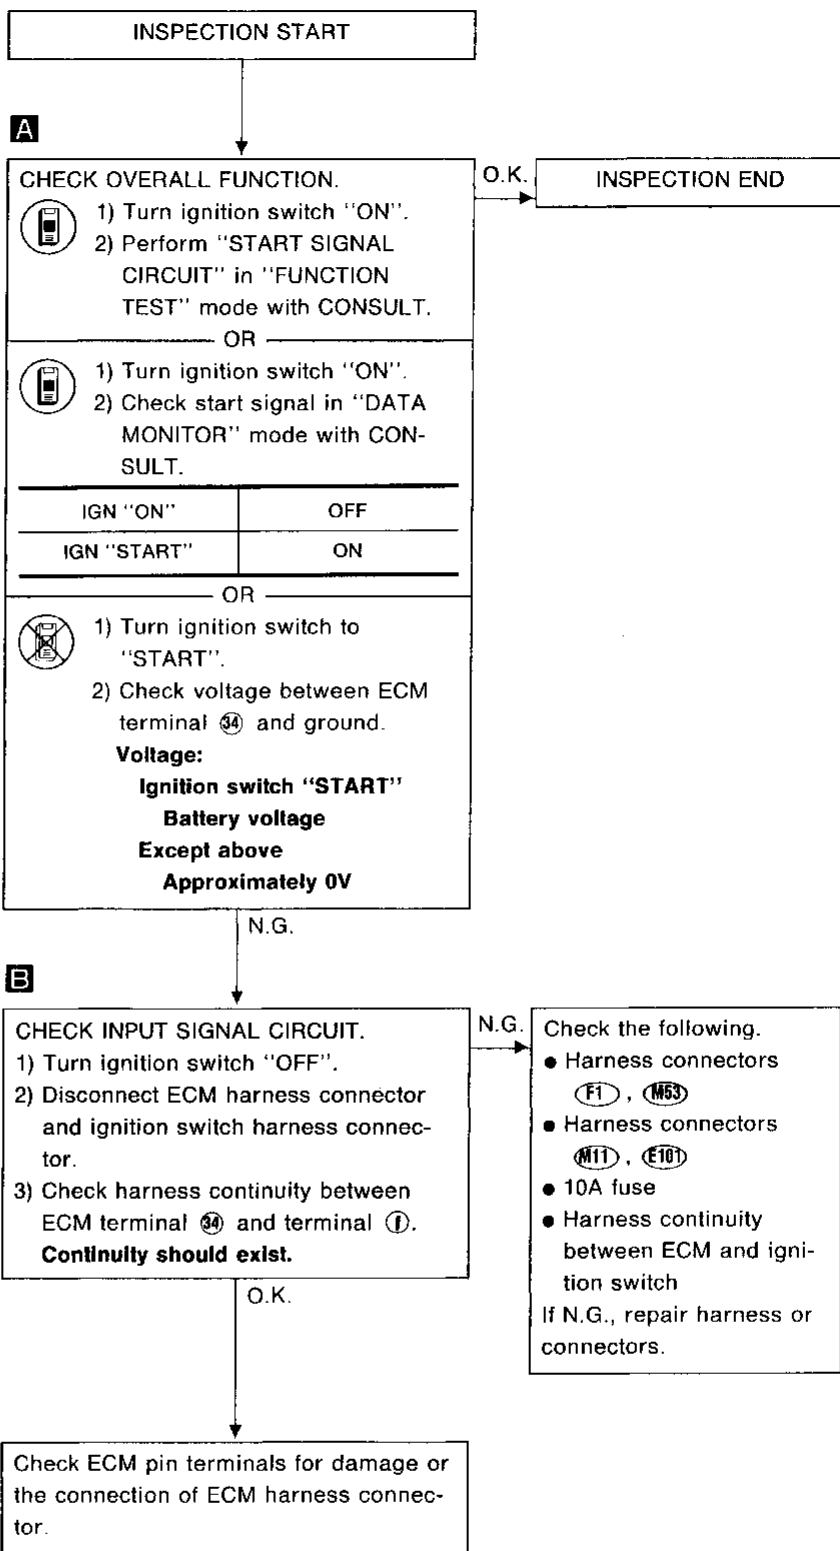 INSPECTION START
A
CHECK OVERALL FUNCTION.
1) Turn ignition switch "ON".
2) Perform "START SIGNAL
CIRCUIT" in "FUNCTION
TEST" mode with CONSULT.
OR
1) Turn ignition switch "ON".
2) Check start signal in "DATA
MONITOR" mode with CON-
SULT.
IGN "ON" OFF
IGN "START" ON
OR
1) Turn ignition switch to
"START".
2) Check voltage between ECM
terminal 34 and ground.
Voltage:
Ignition switch "START"
Battery voltage
Except above
Approximately 0V
O.K.
INSPECTION END
N.G.
B
CHECK INPUT SIGNAL CIRCUIT.
1) Turn ignition switch "OFF".
2) Disconnect ECM harness connector
and ignition switch harness connec-
tor.
3) Check harness continuity between
ECM terminal 34 and terminal f.
Continuity should exist.
N.G.
Check the following.
● Harness connectors
F1 , M53
● Harness connectors
M11 , E101
● 10A fuse
● Harness continuity
between ECM and igni-
tion switch
If N.G., repair harness or
connectors.
O.K.
Check ECM pin terminals for damage or
the connection of ECM harness connec-
tor.